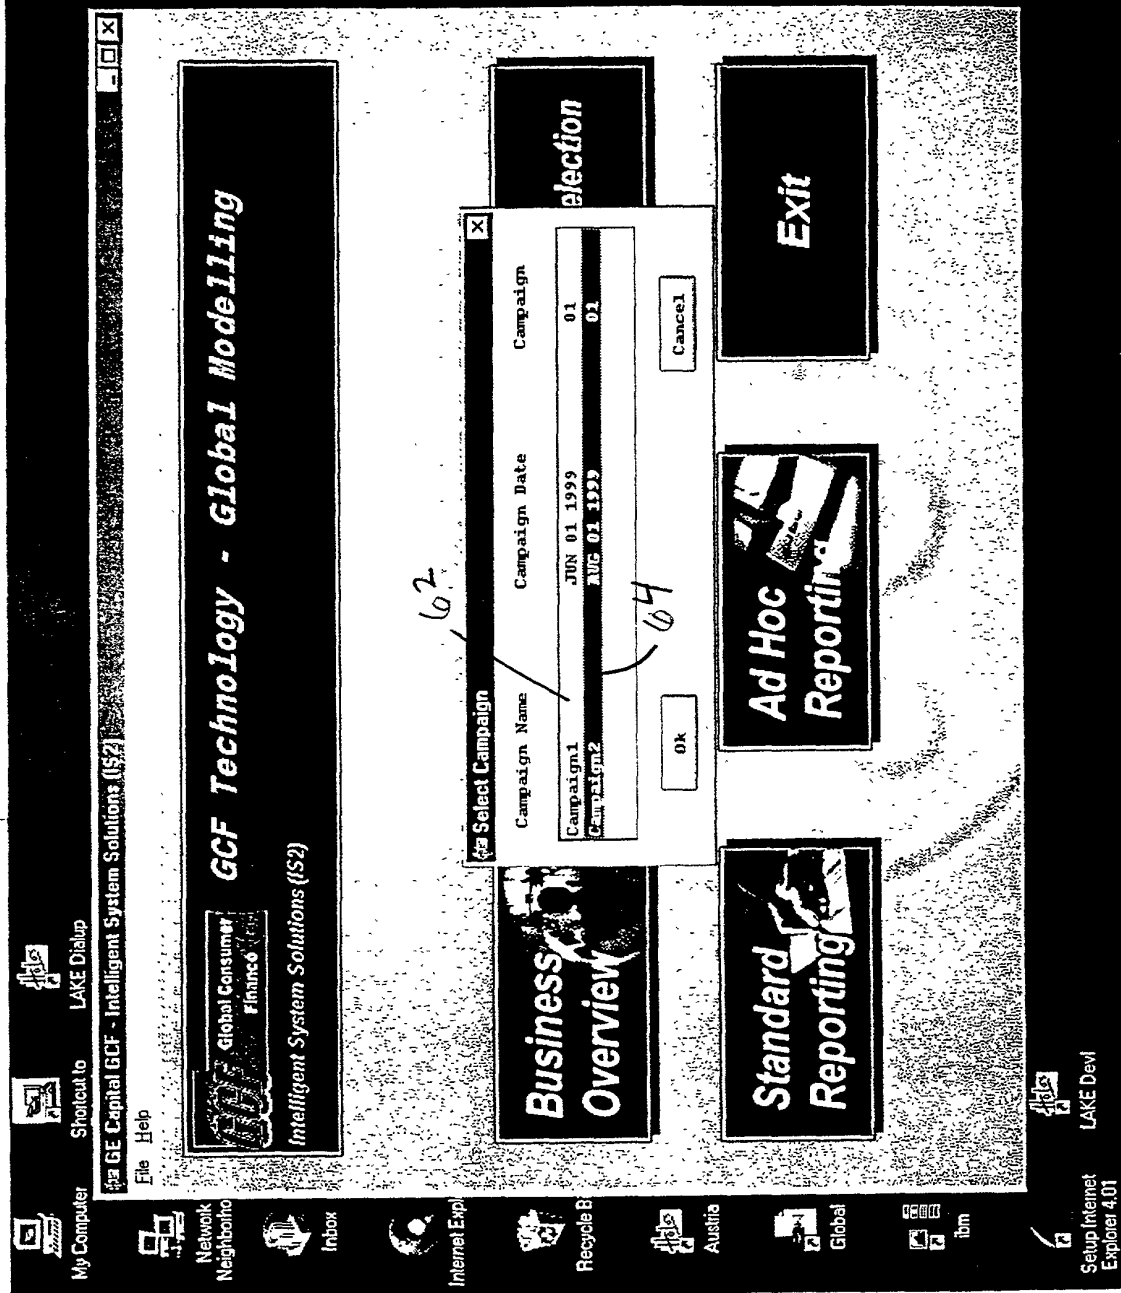 My Computer
Shortcut to
LAKE Dialup
GE Capital GCF - Intelligent System Solutions (IS2)
File Help
Network
Neighborho
Inbox
Internet Expl
Recycle B
Austria
Global
ibm
Setup Internet
Explorer 4.01
LAKE Devl
GCF Global Consumer
Finance
GCF Technology - Global Modelling
Intelligent System Solutions (IS2)
Business
Overview
election
Select Campaign
Campaign Name Campaign Date Campaign
Campaign1 JUN 01 1999 01
Campaign2 AUG 01 1999 01
Ok Cancel
62
64
Standard
Reporting
Ad Hoc
Reporting
Exit